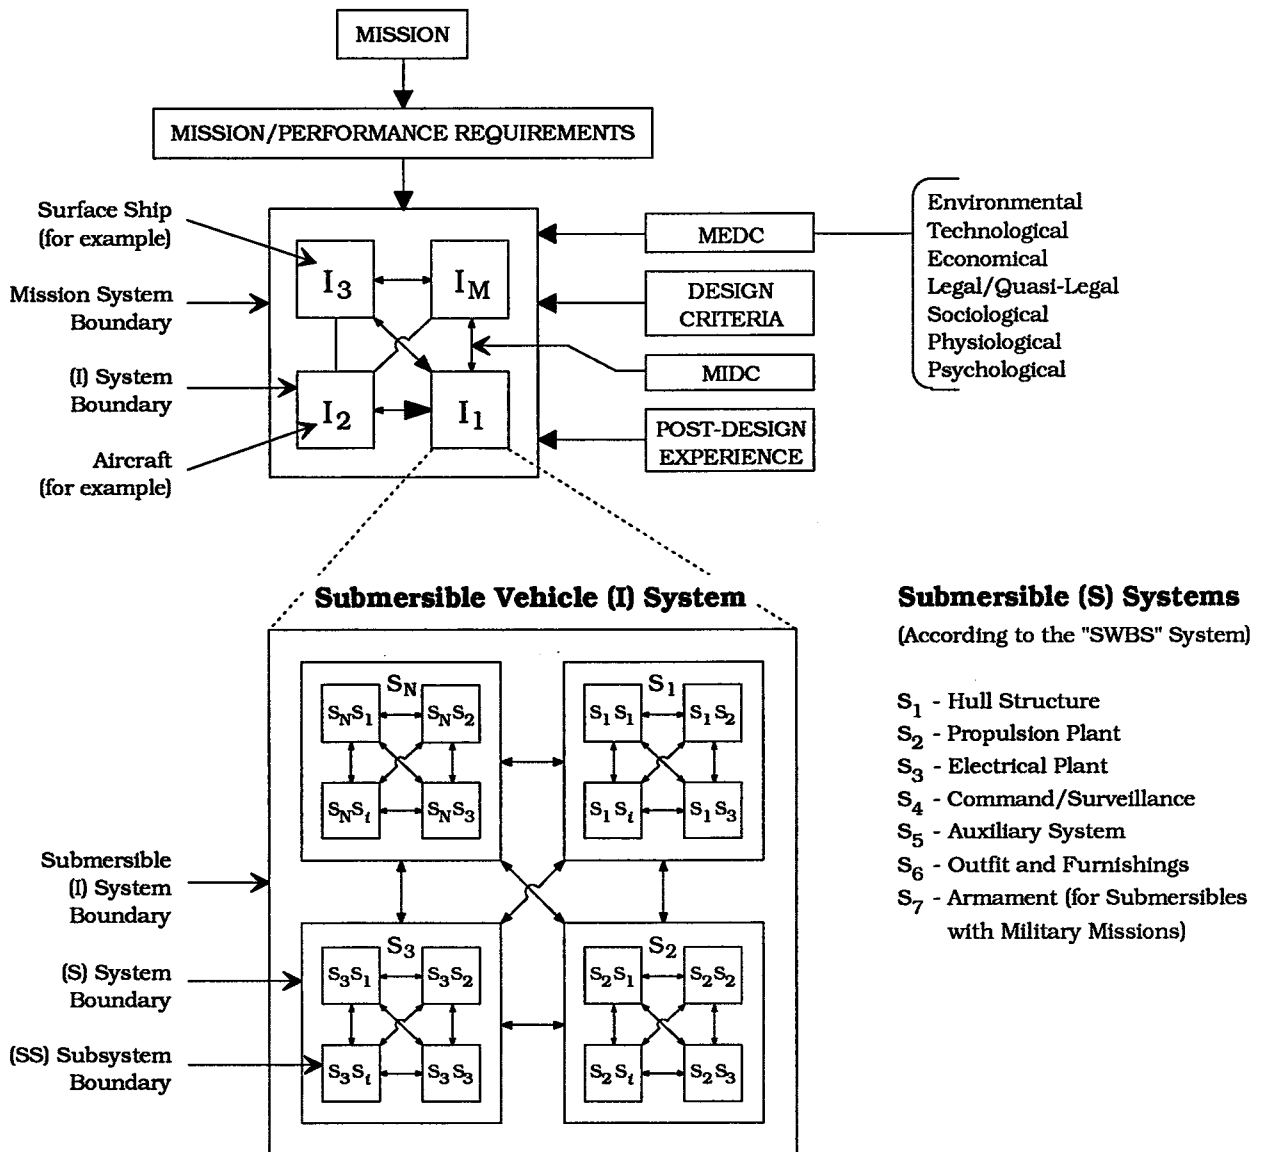 MISSION
MISSION/PERFORMANCE REQUIREMENTS
Surface Ship
(for example)
Mission System
Boundary
(I) System
Boundary
Aircraft
(for example)
I3
IM
I2
I1
MEDC
DESIGN
CRITERIA
MIDC
POST-DESIGN
EXPERIENCE
Environmental
Technological
Economical
Legal/Quasi-Legal
Sociological
Physiological
Psychological
Submersible Vehicle (I) System
SN
SNS1
SNS2
SNSi
SNS3
S1
S1S1
S1S2
S1Si
S1S3
S3
S3S1
S3S2
S3Si
S3S3
S2
S2S1
S2S2
S2Si
S2S3
Submersible
(I) System
Boundary
(S) System
Boundary
(SS) Subsystem
Boundary
Submersible (S) Systems
(According to the "SWBS" System)
S1 - Hull Structure
S2 - Propulsion Plant
S3 - Electrical Plant
S4 - Command/Surveillance
S5 - Auxiliary System
S6 - Outfit and Furnishings
S7 - Armament (for Submersibles
with Military Missions)